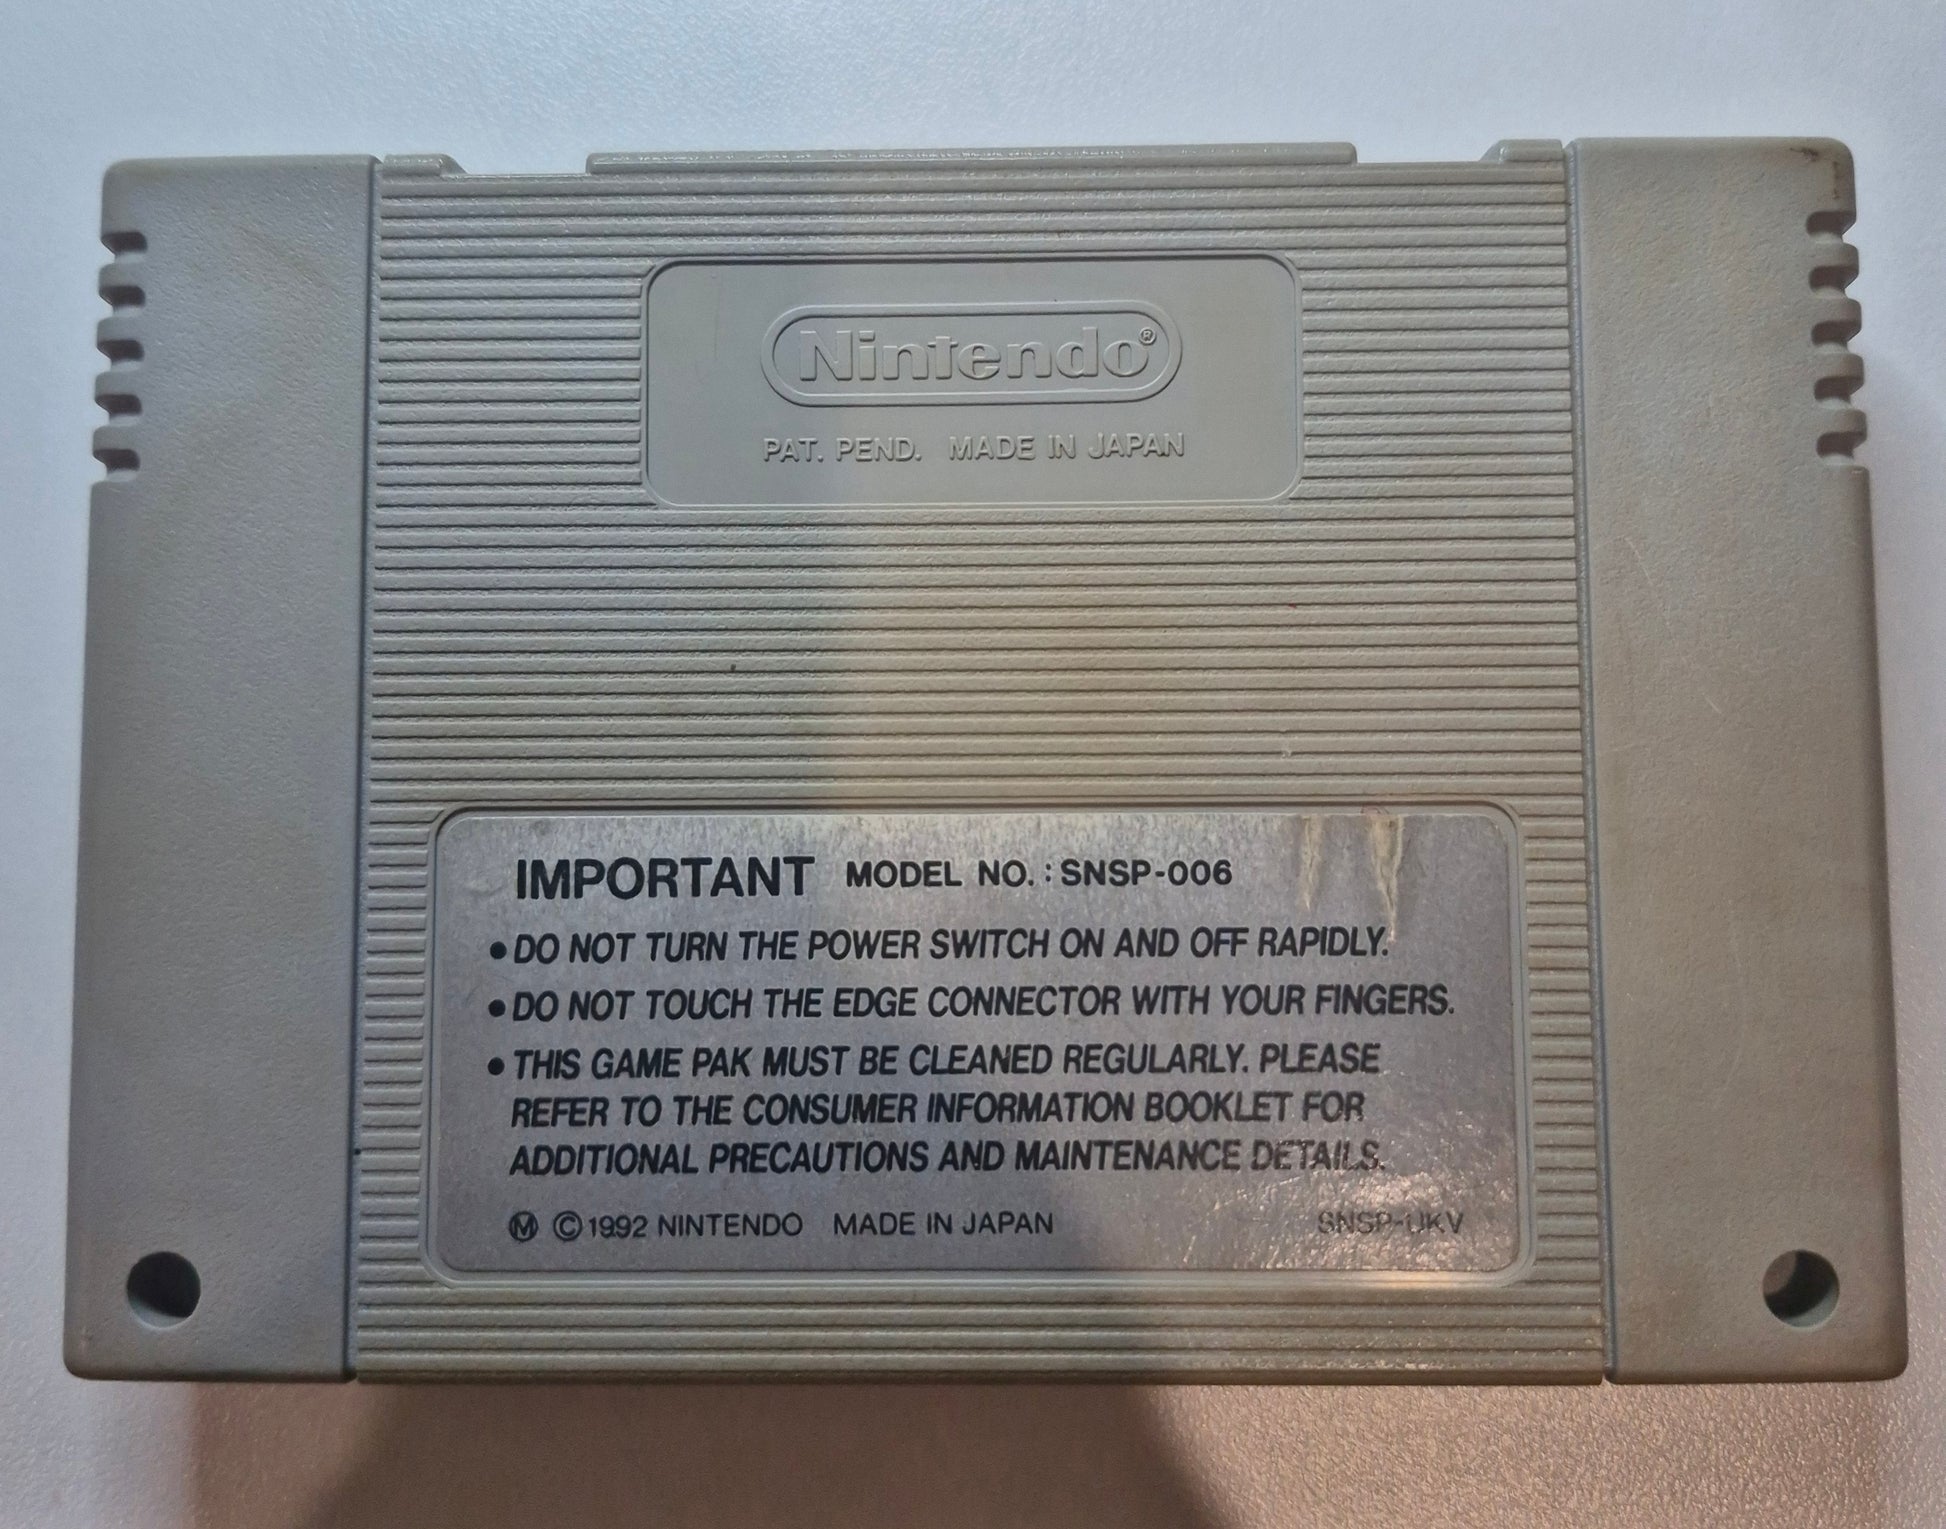 Nintendo®
PAT. PEND. MADE IN JAPAN
IMPORTANT MODEL NO. : SNSP-006
●DO NOT TURN THE POWER SWITCH ON AND OFF RAPIDLY.
●DO NOT TOUCH THE EDGE CONNECTOR WITH YOUR FINGERS.
●THIS GAME PAK MUST BE CLEANED REGULARLY. PLEASE
REFER TO THE CONSUMER INFORMATION BOOKLET FOR
ADDITIONAL PRECAUTIONS AND MAINTENANCE DETAILS.
Ⓜ ©1992 NINTENDO MADE IN JAPAN SNSP-UKV